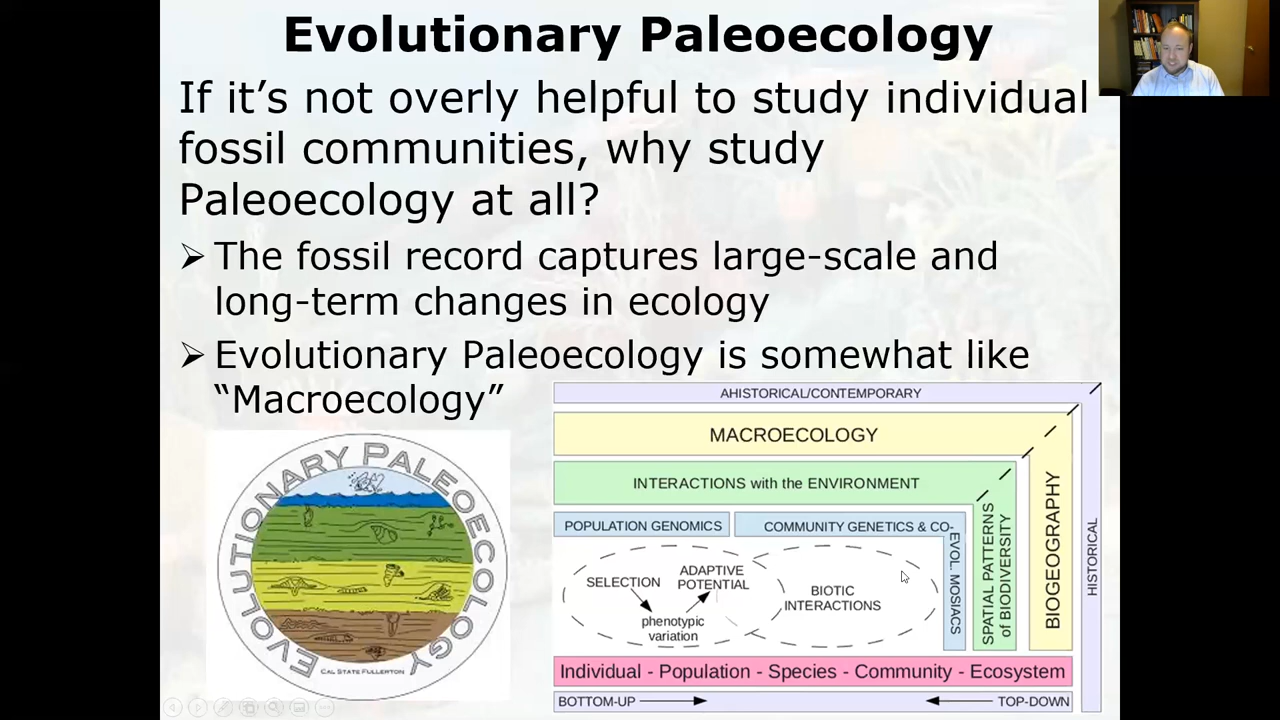 Evolutionary Paleoecology
If it’s not overly helpful to study individual
fossil communities, why study
Paleoecology at all?
➢ The fossil record captures large-scale and
long-term changes in ecology
➢ Evolutionary Paleoecology is somewhat like
“Macroecology”
EVOLUTIONARY PALEOECOLOGY
CAL STATE FULLERTON
AHISTORICAL/CONTEMPORARY
MACROECOLOGY
INTERACTIONS with the ENVIRONMENT
POPULATION GENOMICS
COMMUNITY GENETICS & CO-
EVOL. MOSIACS
SPATIAL PATTERNS
of BIODIVERSITY
BIOGEOGRAPHY
HISTORICAL
SELECTION
ADAPTIVE
POTENTIAL
phenotypic
variation
BIOTIC
INTERACTIONS
Individual - Population - Species - Community - Ecosystem
BOTTOM-UP
TOP-DOWN